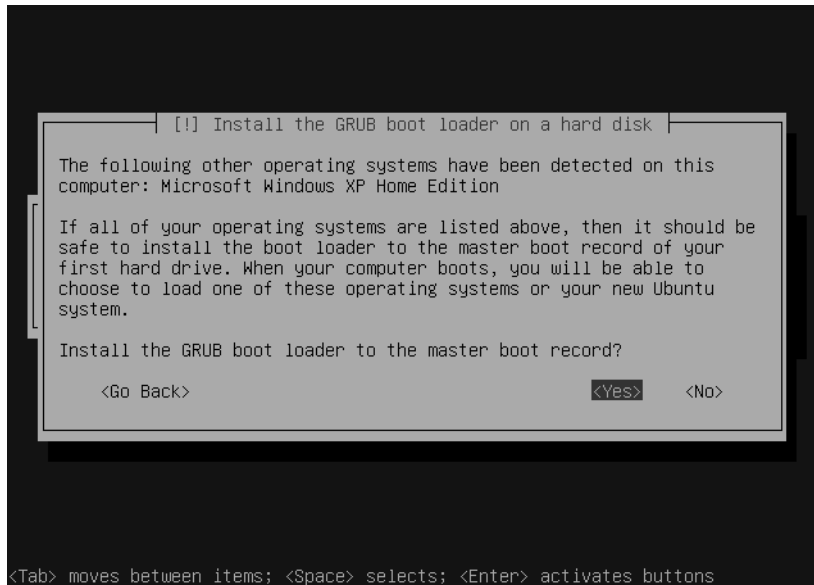 [!] Install the GRUB boot loader on a hard disk
The following other operating systems have been detected on this
computer: Microsoft Windows XP Home Edition
If all of your operating systems are listed above, then it should be
safe to install the boot loader to the master boot record of your
first hard drive. When your computer boots, you will be able to
choose to load one of these operating systems or your new Ubuntu
system.
Install the GRUB boot loader to the master boot record?
<Go Back> <Yes> <No>
<Tab> moves between items; <Space> selects; <Enter> activates buttons